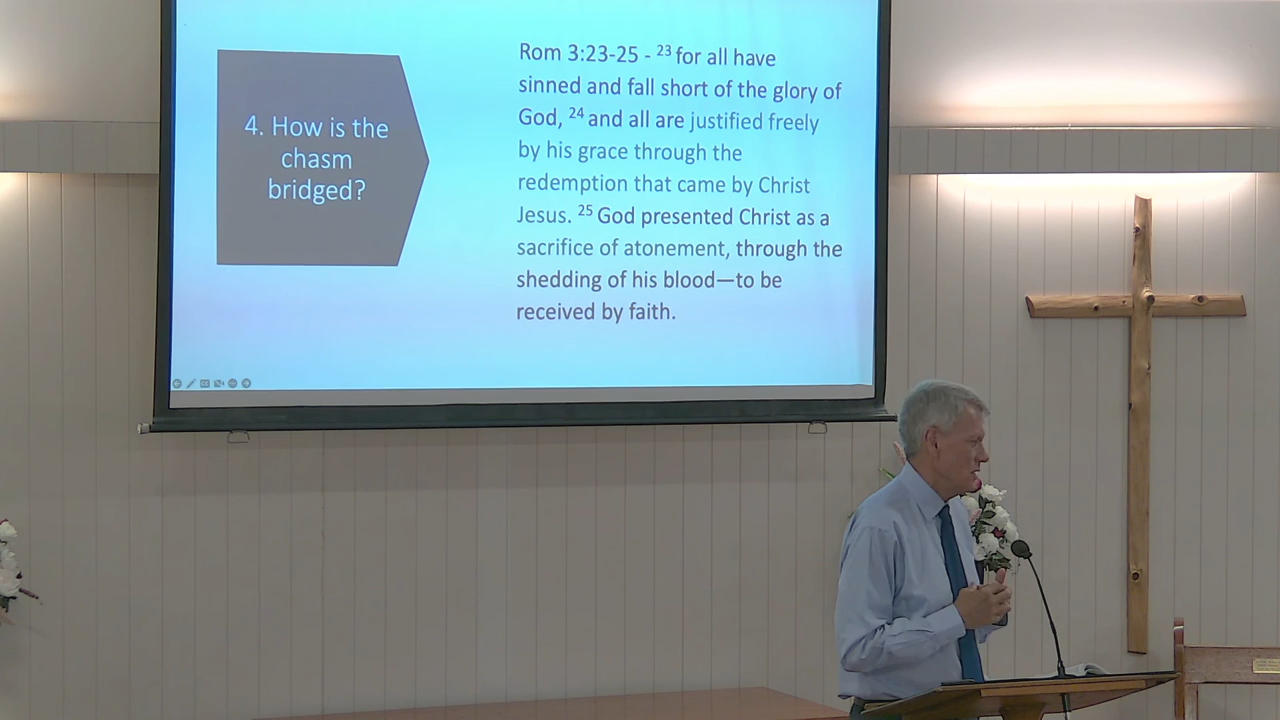 4. How is the
chasm
bridged?
Rom 3:23-25 - 23 for all have
sinned and fall short of the glory of
God, 24 and all are justified freely
by his grace through the
redemption that came by Christ
Jesus. 25 God presented Christ as a
sacrifice of atonement, through the
shedding of his blood—to be
received by faith.